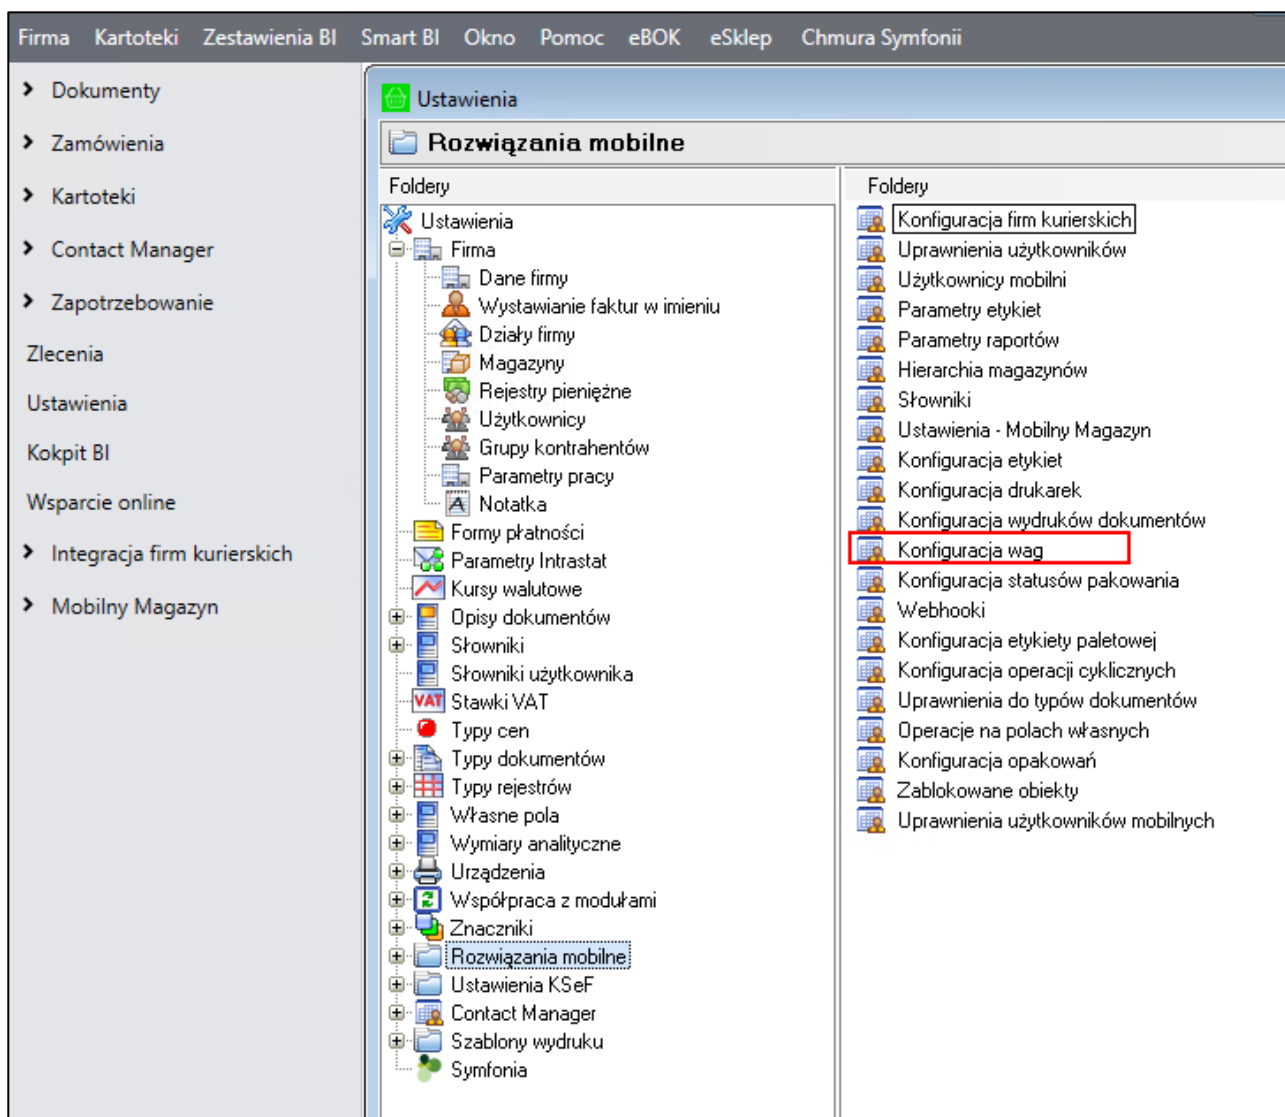 Firma Kartoteki Zestawienia BI Smart BI Okno Pomoc eBOK eSklep Chmura Symfonii
Dokumenty
Zamówienia
Kartoteki
Contact Manager
Zapotrzebowanie
Zlecenia
Ustawienia
Kokpit BI
Wsparcie online
Integracja firm kurierskich
Mobilny Magazyn
Ustawienia
Rozwiązania mobilne
Foldery
Ustawienia
Firma
Dane firmy
Wystawianie faktur w imieniu
Działy firmy
Magazyny
Rejestry pieniężne
Użytkownicy
Grupy kontrahentów
Parametry pracy
Notatka
Formy płatności
Parametry Intrastat
Kursy walutowe
Opisy dokumentów
Słowniki
Słowniki użytkownika
VAT Stawki VAT
Typy cen
Typy dokumentów
Typy rejestrów
Własne pola
Wymiary analityczne
Urządzenia
Współpraca z modułami
Znaczniki
Rozwiązania mobilne
Ustawienia KSeF
Contact Manager
Szablony wydruku
Symfonia
Foldery
Konfiguracja firm kurierskich
Uprawnienia użytkowników
Użytkownicy mobilni
Parametry etykiet
Parametry raportów
Hierarchia magazynów
Słowniki
Ustawienia - Mobilny Magazyn
Konfiguracja etykiet
Konfiguracja drukarek
Konfiguracja wydruków dokumentów
Konfiguracja wag
Konfiguracja statusów pakowania
Webhooki
Konfiguracja etykiety paletowej
Konfiguracja operacji cyklicznych
Uprawnienia do typów dokumentów
Operacje na polach własnych
Konfiguracja opakowań
Zablokowane obiekty
Uprawnienia użytkowników mobilnych